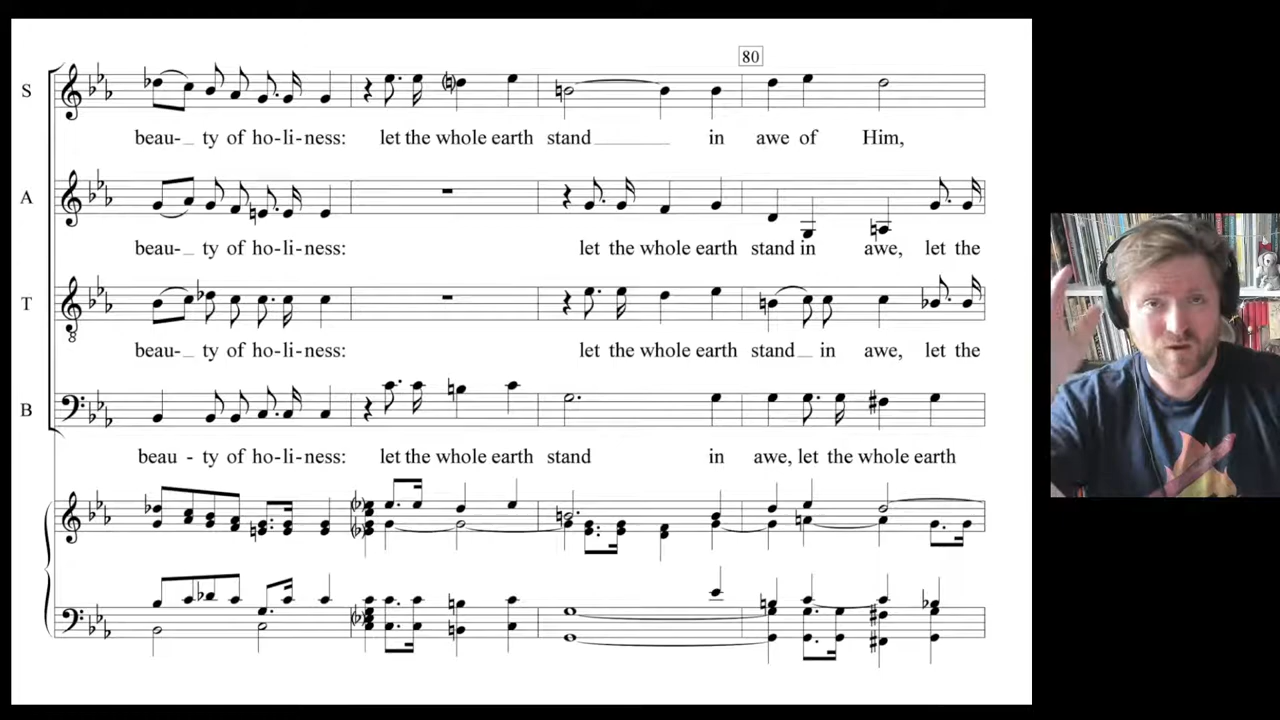 80
S
beau- ty of ho-li-ness: let the whole earth stand in awe of Him,
A
beau- ty of ho-li-ness: let the whole earth stand in awe, let the
T
8
beau- ty of ho-li-ness: let the whole earth stand in awe, let the
B
beau - ty of ho-li-ness: let the whole earth stand in awe, let the whole earth